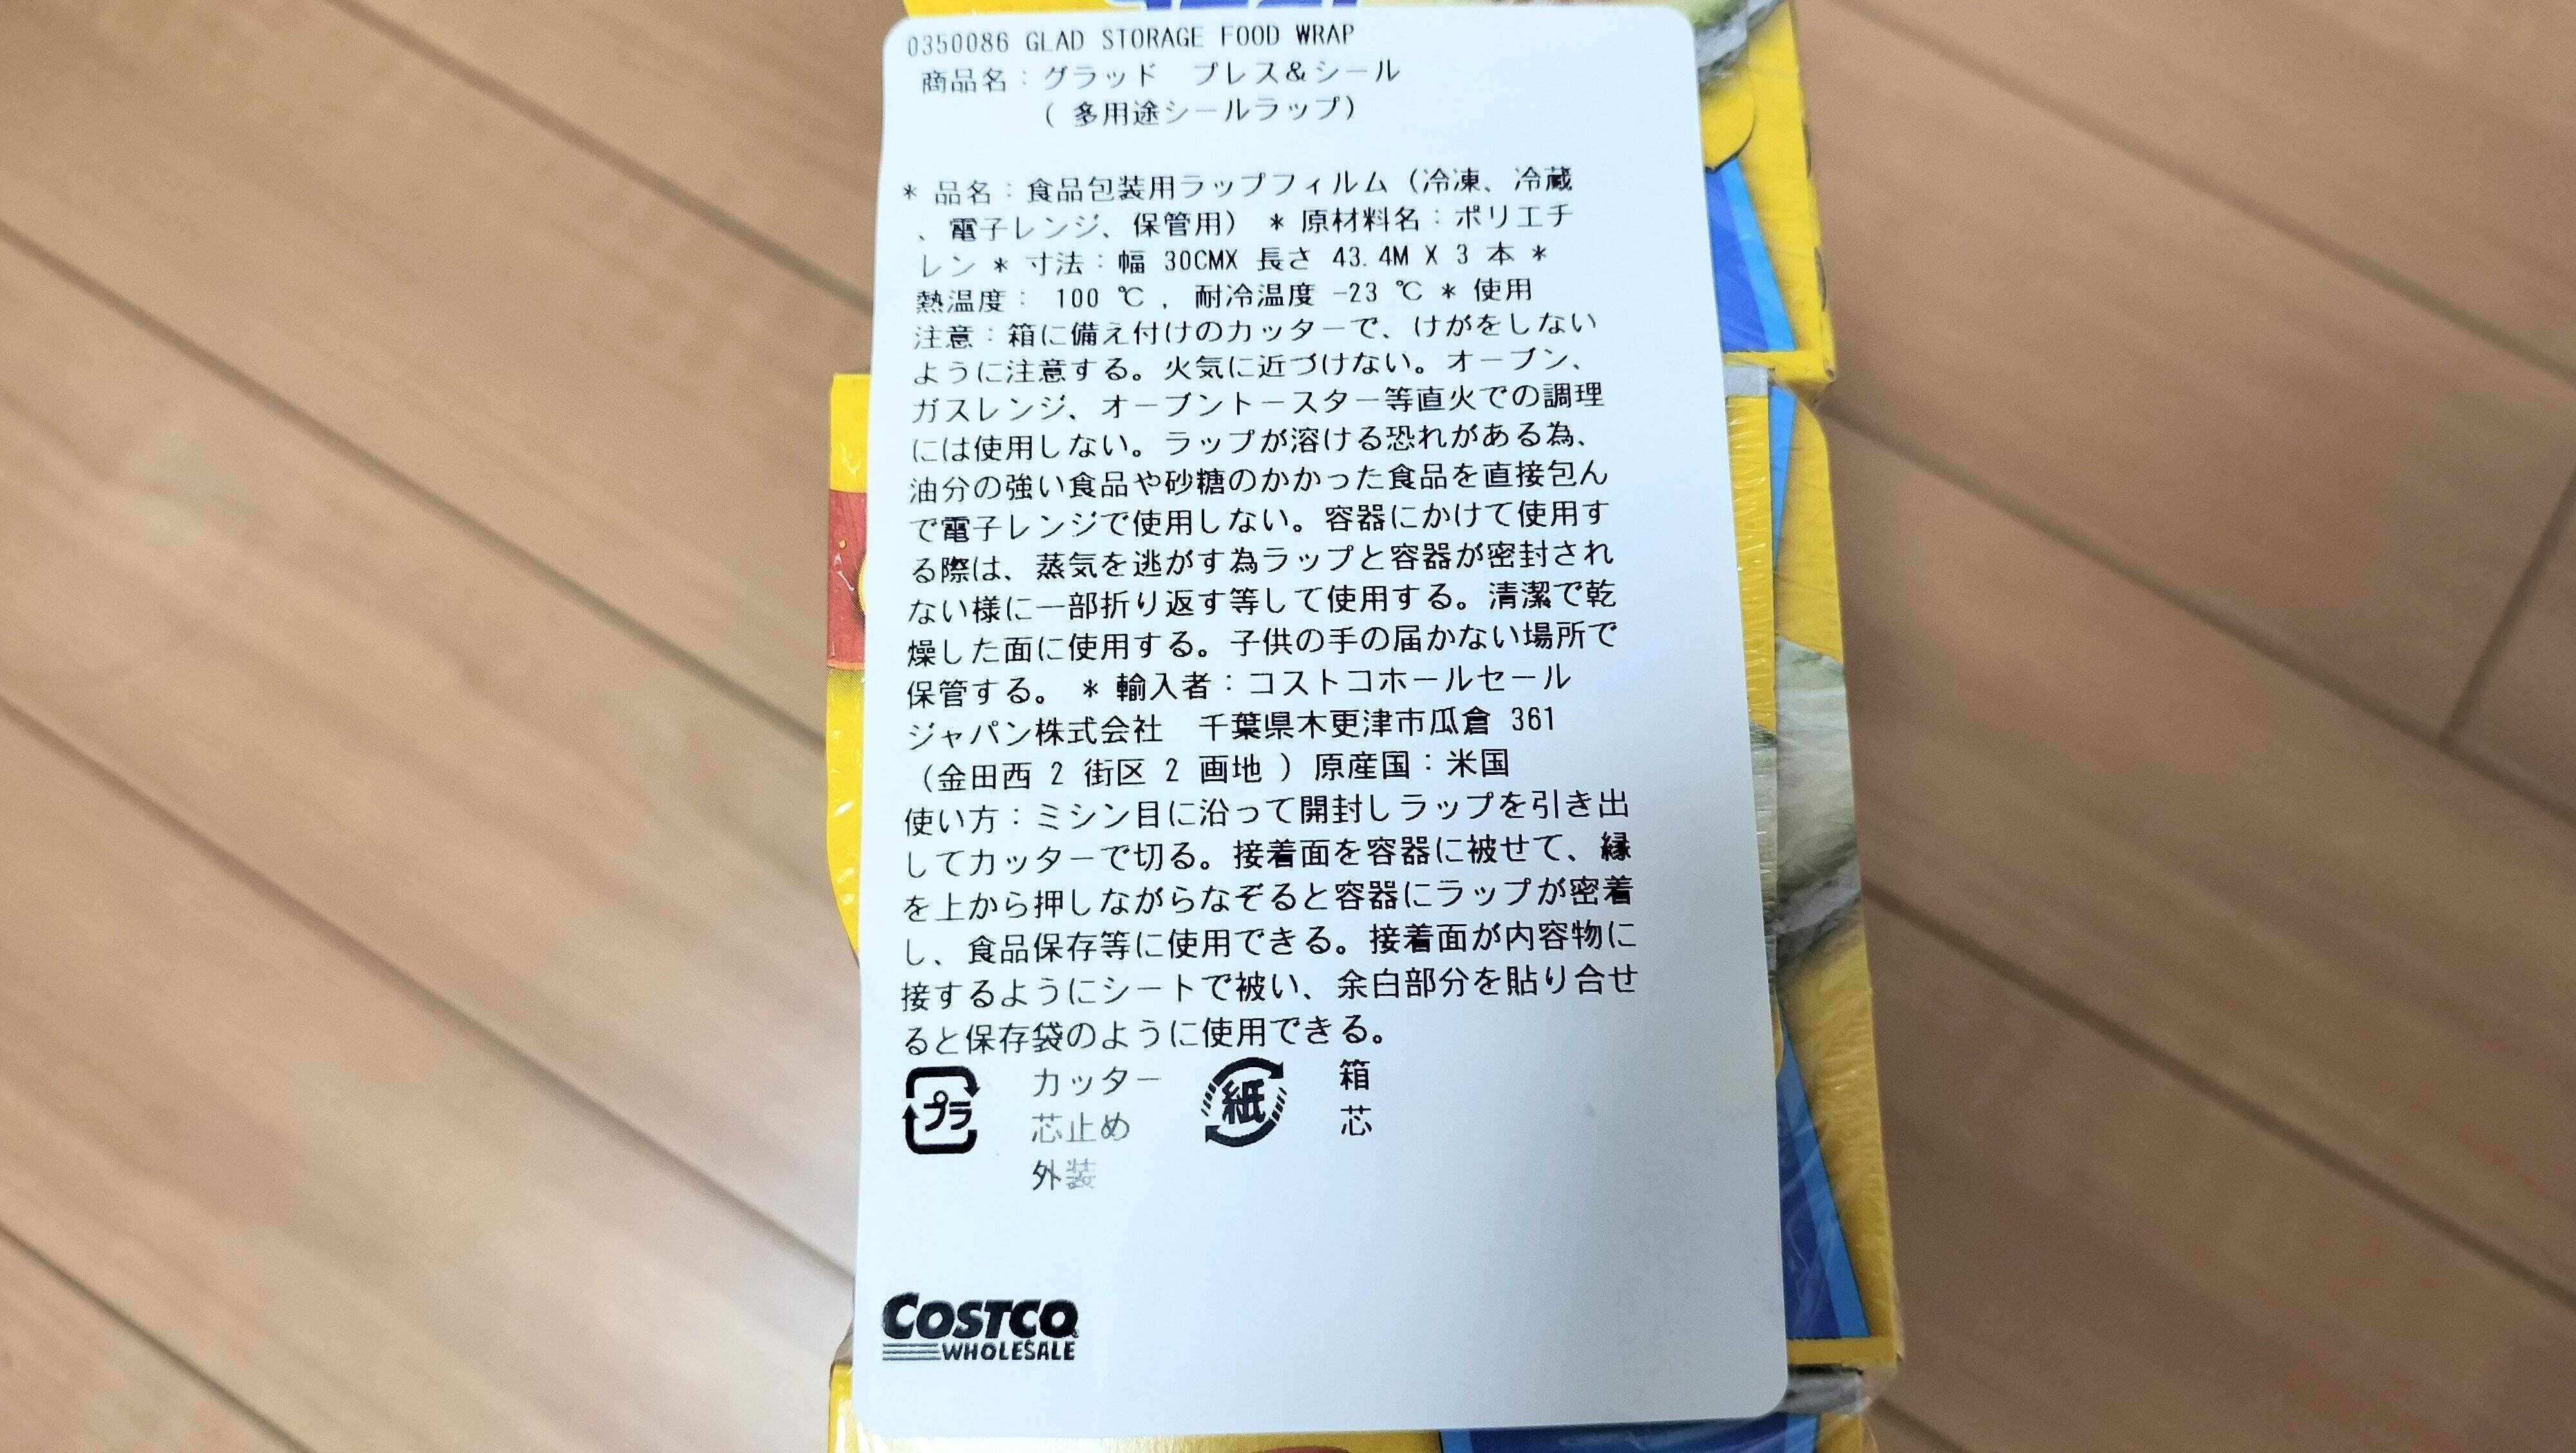 0350086 GLAD STORAGE FOOD WRAP
商品名：グラッド　プレス&シール
（ 多用途シールラップ）
* 品名：食品包装用ラップフィルム（冷凍、冷蔵
、電子レンジ、保管用） * 原材料名：ポリエチ
レン * 寸法：幅 30CMX 長さ 43.4M X 3 本 *
熱温度： 100 ℃ , 耐冷温度 -23 ℃ * 使用
注意：箱に備え付けのカッターで、けがをしない
ように注意する。火気に近づけない。オーブン、
ガスレンジ、オーブントースター等直火での調理
には使用しない。ラップが溶ける恐れがある為、
油分の強い食品や砂糖のかかった食品を直接包ん
で電子レンジで使用しない。容器にかけて使用す
る際は、蒸気を逃がす為ラップと容器が密封され
ない様に一部折り返す等して使用する。清潔で乾
燥した面に使用する。子供の手の届かない場所で
保管する。 * 輸入者：コストコホールセール
ジャパン株式会社　千葉県木更津市瓜倉 361
（金田西 2 街区 2 画地 ）原産国：米国
使い方：ミシン目に沿って開封しラップを引き出
してカッターで切る。接着面を容器に被せて、縁
を上から押しながらなぞると容器にラップが密着
し、食品保存等に使用できる。接着面が内容物に
接するようにシートで被い、余白部分を貼り合せ
ると保存袋のように使用できる。
プラ カッター 紙 箱
芯止め 芯
外装
COSTCO
WHOLESALE